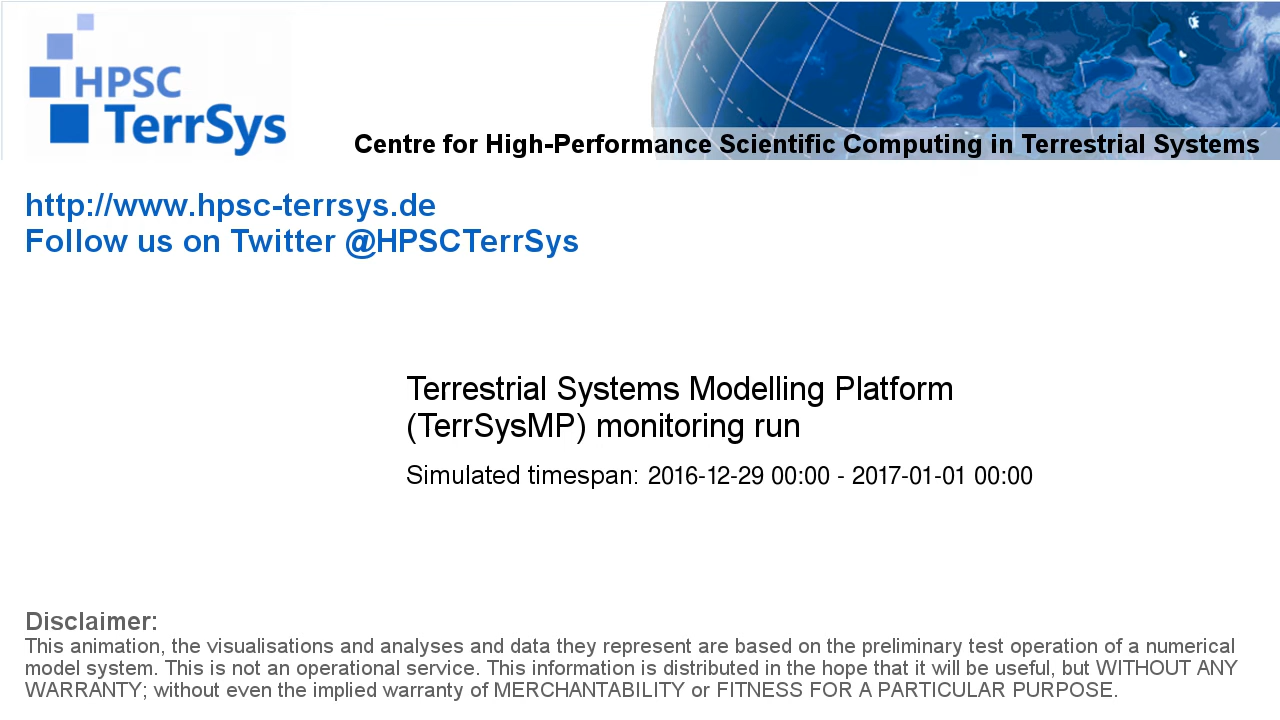 HPSC
TerrSys
Centre for High-Performance Scientific Computing in Terrestrial Systems
http://www.hpsc-terrsys.de
Follow us on Twitter @HPSCTerrSys
Terrestrial Systems Modelling Platform
(TerrSysMP) monitoring run
Simulated timespan: 2016-12-29 00:00 - 2017-01-01 00:00
Disclaimer:
This animation, the visualisations and analyses and data they represent are based on the preliminary test operation of a numerical
model system. This is not an operational service. This information is distributed in the hope that it will be useful, but WITHOUT ANY
WARRANTY; without even the implied warranty of MERCHANTABILITY or FITNESS FOR A PARTICULAR PURPOSE.